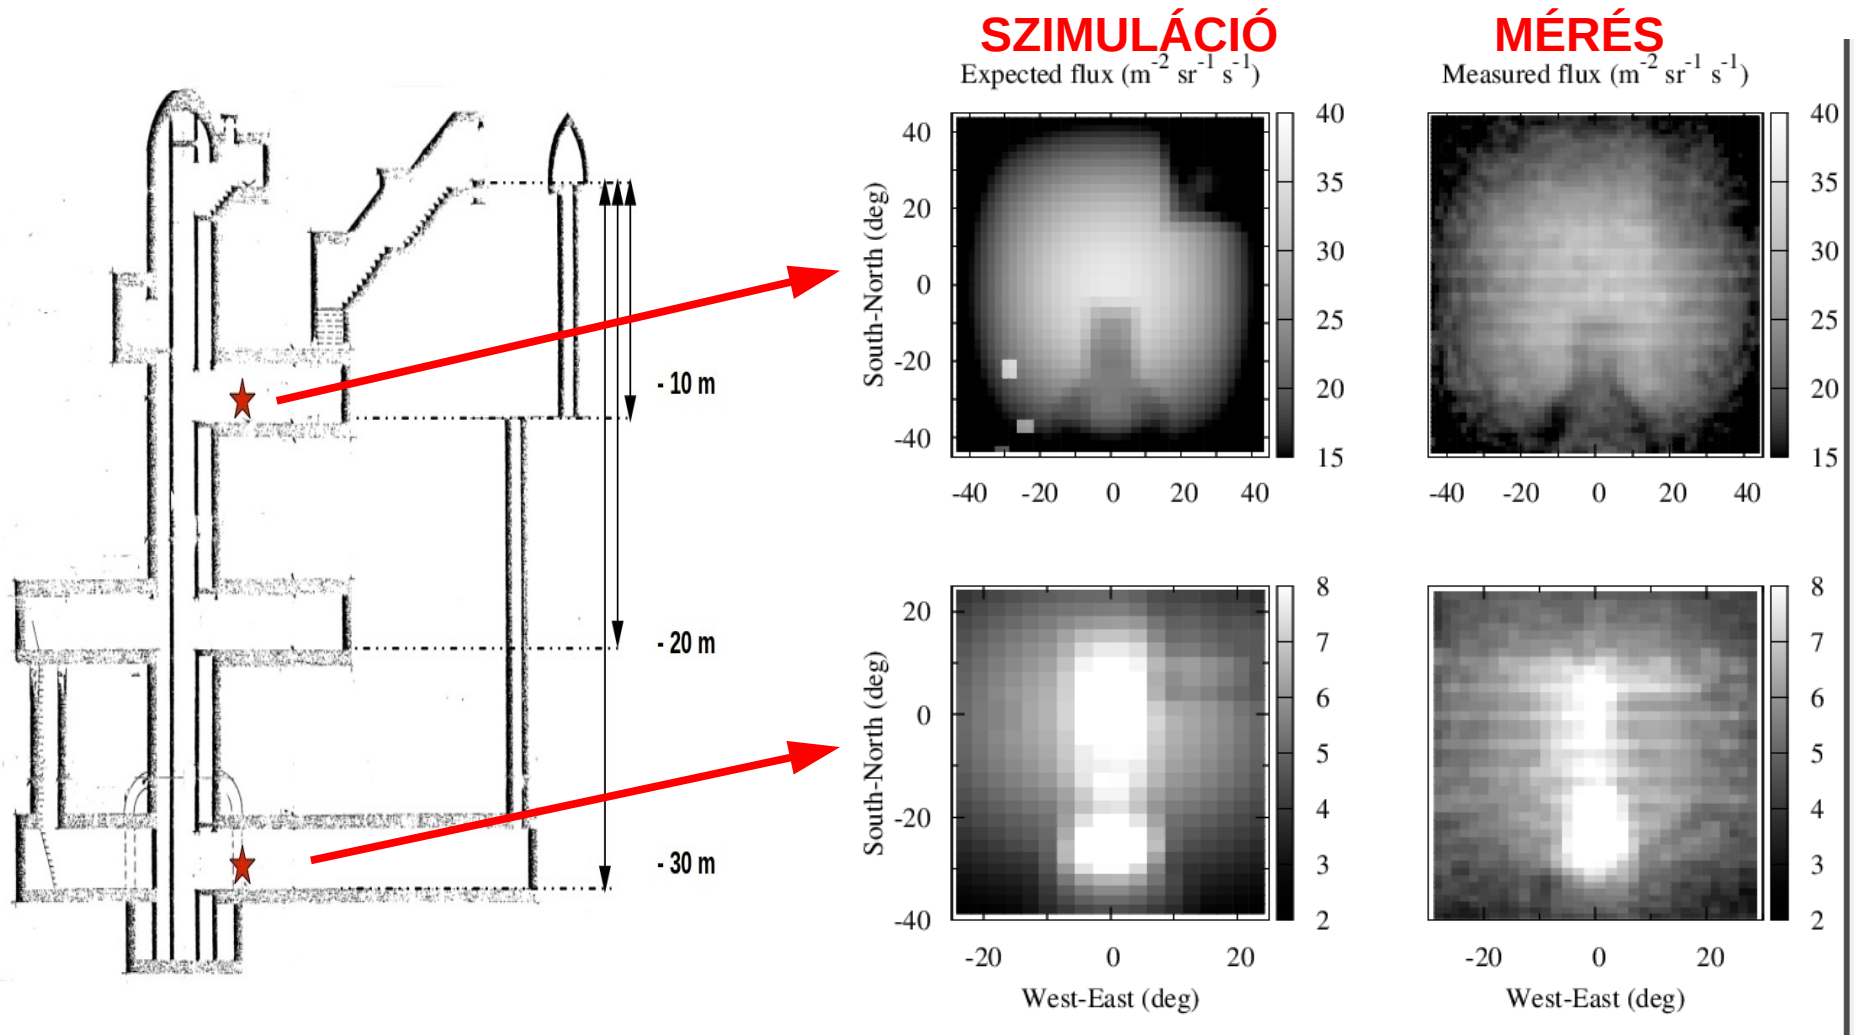 SZIMULÁCIÓ
MÉRÉS
Expected flux (m⁻² sr⁻¹ s⁻¹)
Measured flux (m⁻² sr⁻¹ s⁻¹)
- 10 m
- 20 m
- 30 m
South-North (deg)
40
20
0
-20
-40
-40 -20 0 20 40
40
35
30
25
20
15
-40 -20 0 20 40
40
35
30
25
20
15
South-North (deg)
20
0
-20
-40
-20 0 20
West-East (deg)
8
7
6
5
4
3
2
-20 0 20
West-East (deg)
8
7
6
5
4
3
2